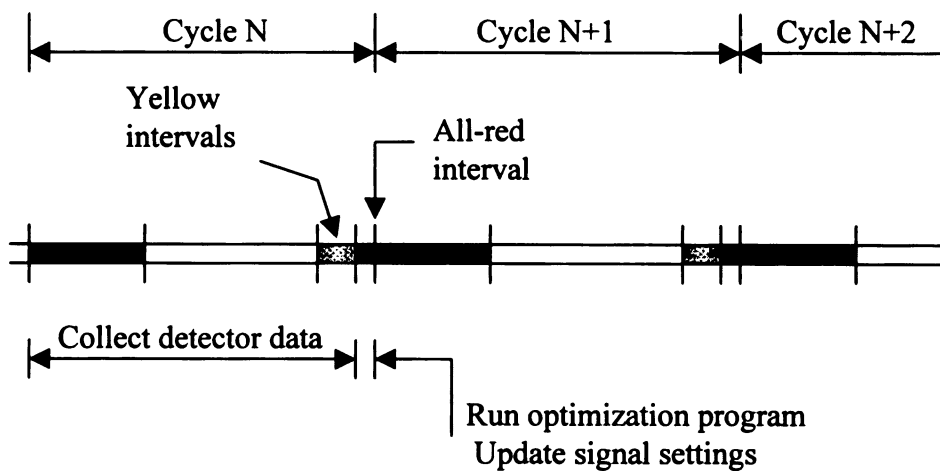 Cycle N
Cycle N+1
Cycle N+2
Yellow
intervals
All-red
interval
Collect detector data
Run optimization program
Update signal settings